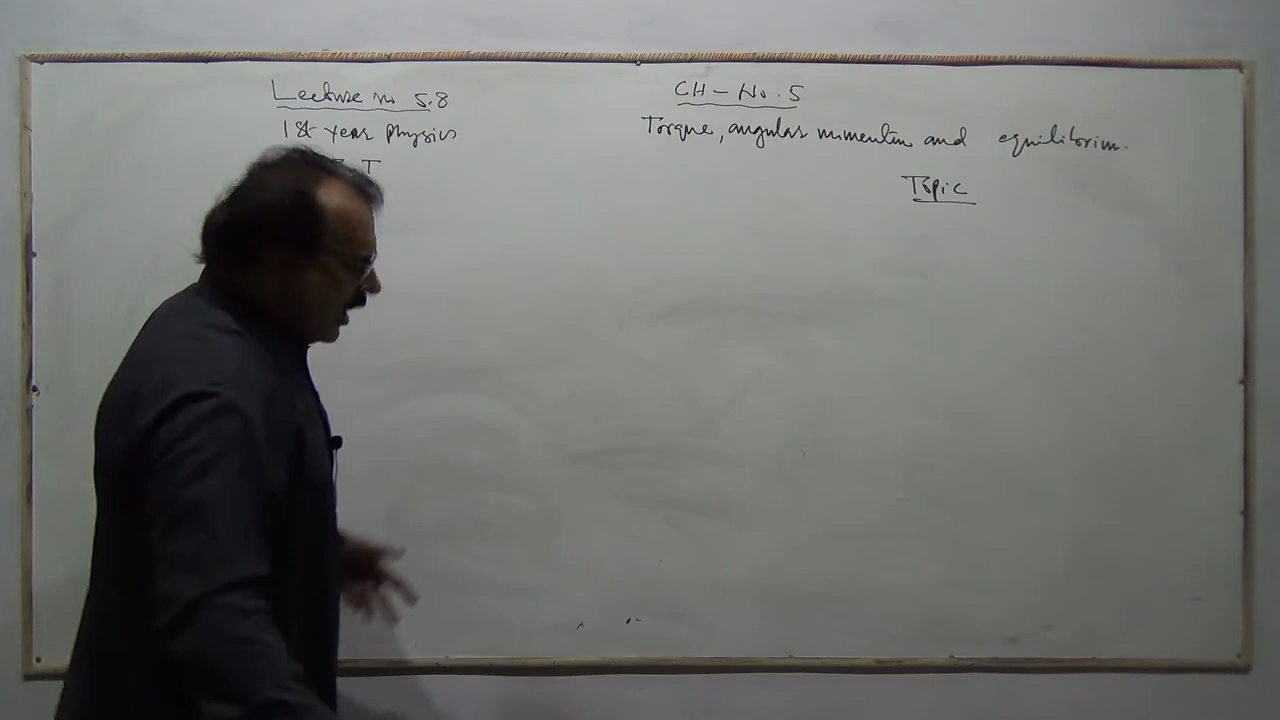 Lecture no 5.8
1st year Physics
T
CH - No. 5
Torque, angular momentum and equilibrium.
Topic